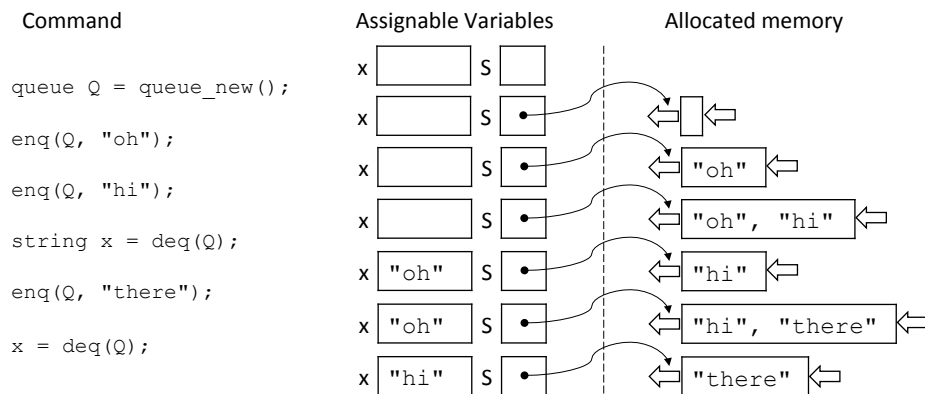 Command Assignable Variables Allocated memory
x S
queue Q = queue_new();
x S
enq(Q, "oh");
x S "oh"
enq(Q, "hi");
x S "oh", "hi"
string x = deq(Q);
x "oh" S "hi"
enq(Q, "there");
x "oh" S "hi", "there"
x = deq(Q);
x "hi" S "there"